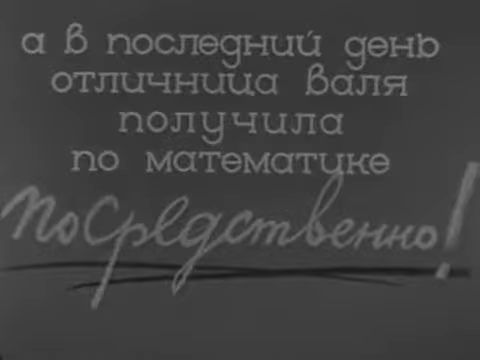 а в последний день
отличница валя
получила
по математике
посредственно!